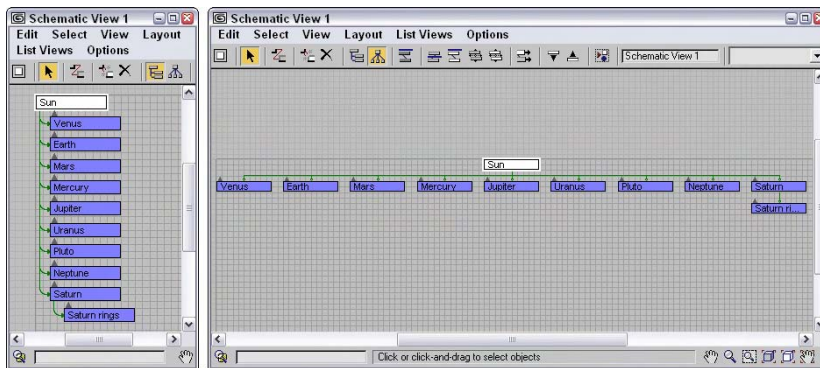 Schematic View 1
Edit Select View Layout
List Views Options
Sun
Venus
Earth
Mars
Mercury
Jupiter
Uranus
Pluto
Neptune
Saturn
Saturn rings
Schematic View 1
Edit Select View Layout List Views Options
Schematic View 1
Sun
Venus Earth Mars Mercury Jupiter Uranus Pluto Neptune Saturn
Saturn ri...
Click or click-and-drag to select objects